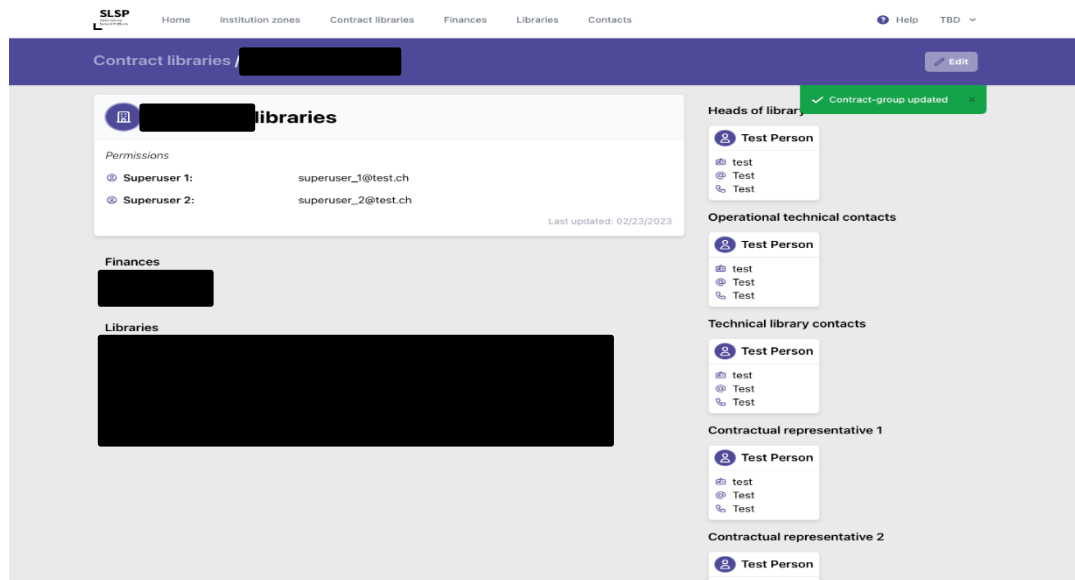 SLSP
Home Institution zones Contract libraries Finances Libraries Contacts
Help TBD
Contract libraries /
Edit
Contract-group updated
libraries
Permissions
Superuser 1: superuser_1@test.ch
Superuser 2: superuser_2@test.ch
Last updated: 02/23/2023
Finances
Libraries
Heads of library
Test Person
test
Test
Test
Operational technical contacts
Test Person
test
Test
Test
Technical library contacts
Test Person
test
Test
Test
Contractual representative 1
Test Person
test
Test
Test
Contractual representative 2
Test Person